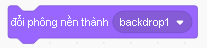 đổi phông nền thành backdrop1